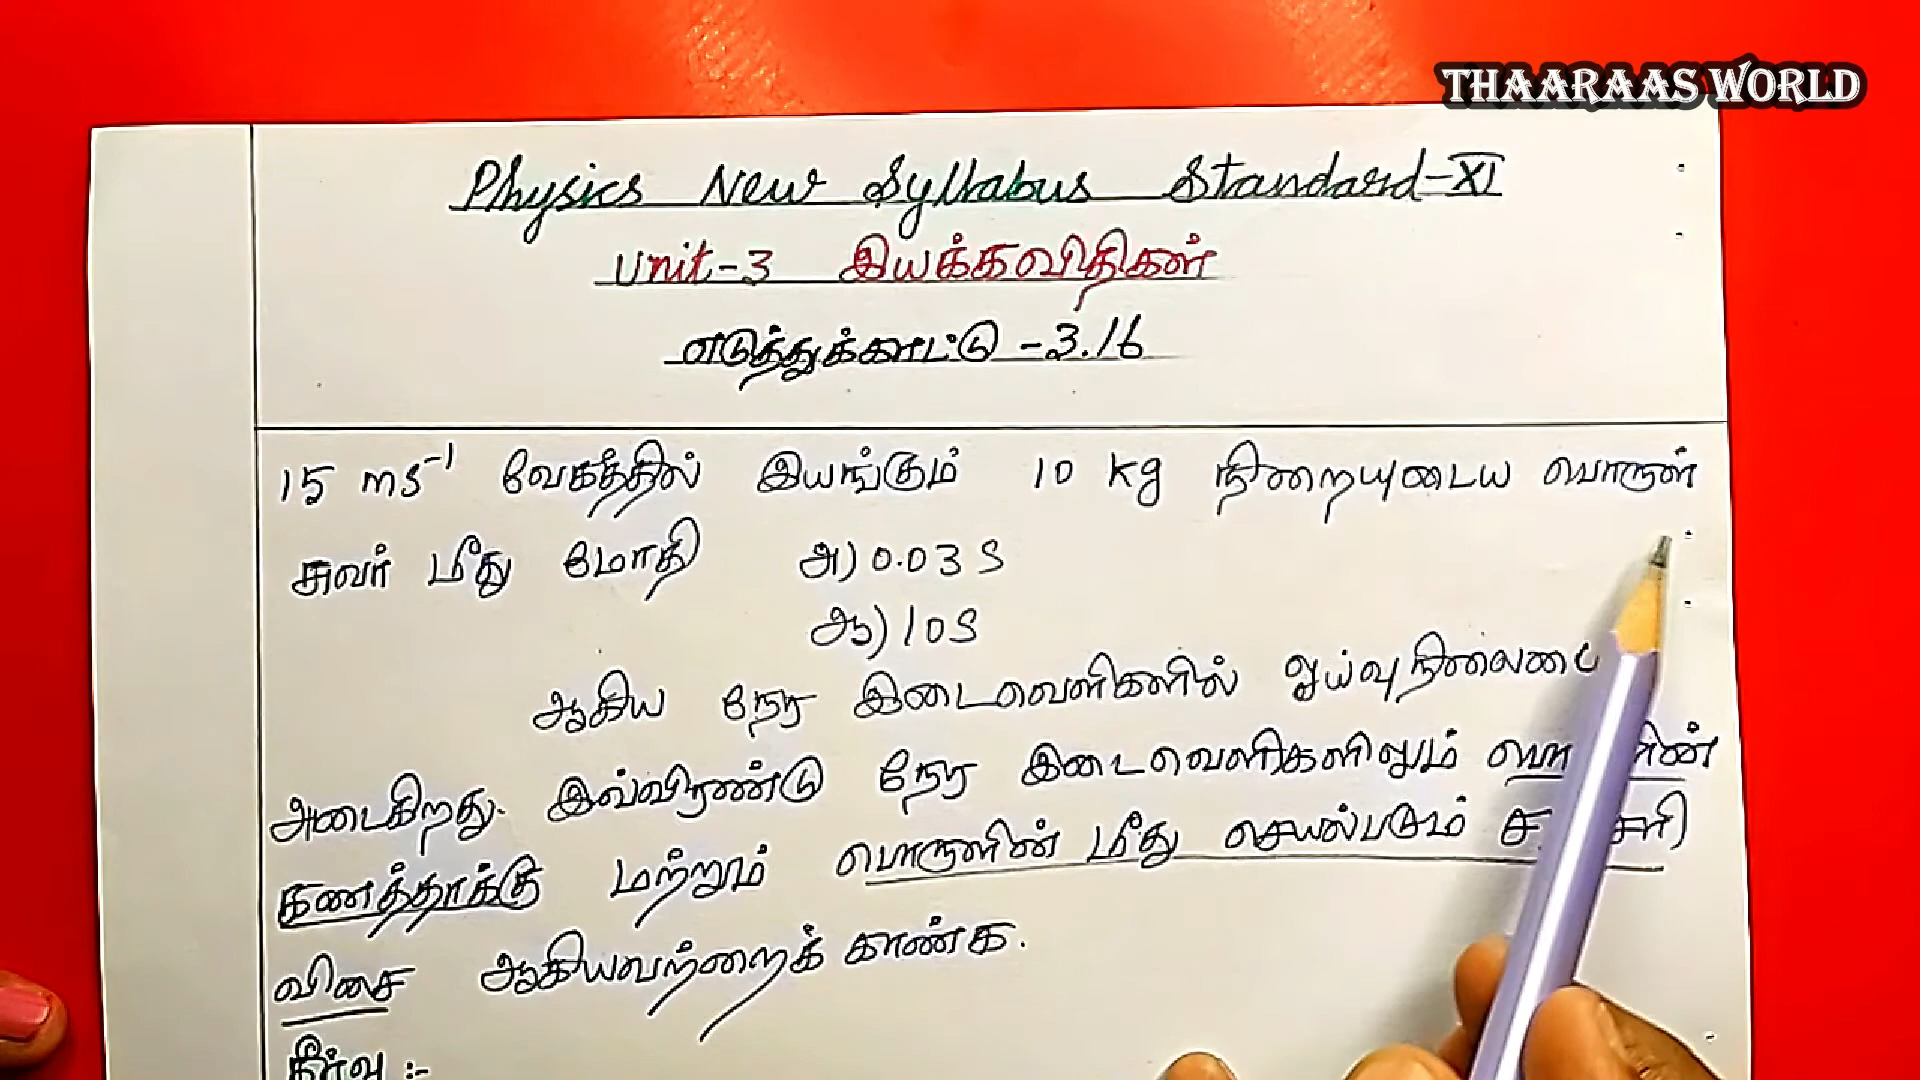 THAARAAS WORLD
Physics New Syllabus Standard-XI
Unit-3 இயக்கவிதிகள்
எடுத்துக்காட்டு -3.16
15 ms⁻¹ வேகத்தில் இயங்கும் 10 kg நிறையுடைய பொருள்
சுவர் மீது மோதி அ) 0.03 S
ஆ) 10 S
ஆகிய நேர இடைவெளிகளில் ஓய்வுநிலையை
அடைகிறது. இவ்விரண்டு நேர இடைவெளிகளிலும்
கணத்தாக்கு மற்றும் பொருளின் மீது செயல்படும்
விசை ஆகியவற்றைக் காண்க.
தீர்வு :-